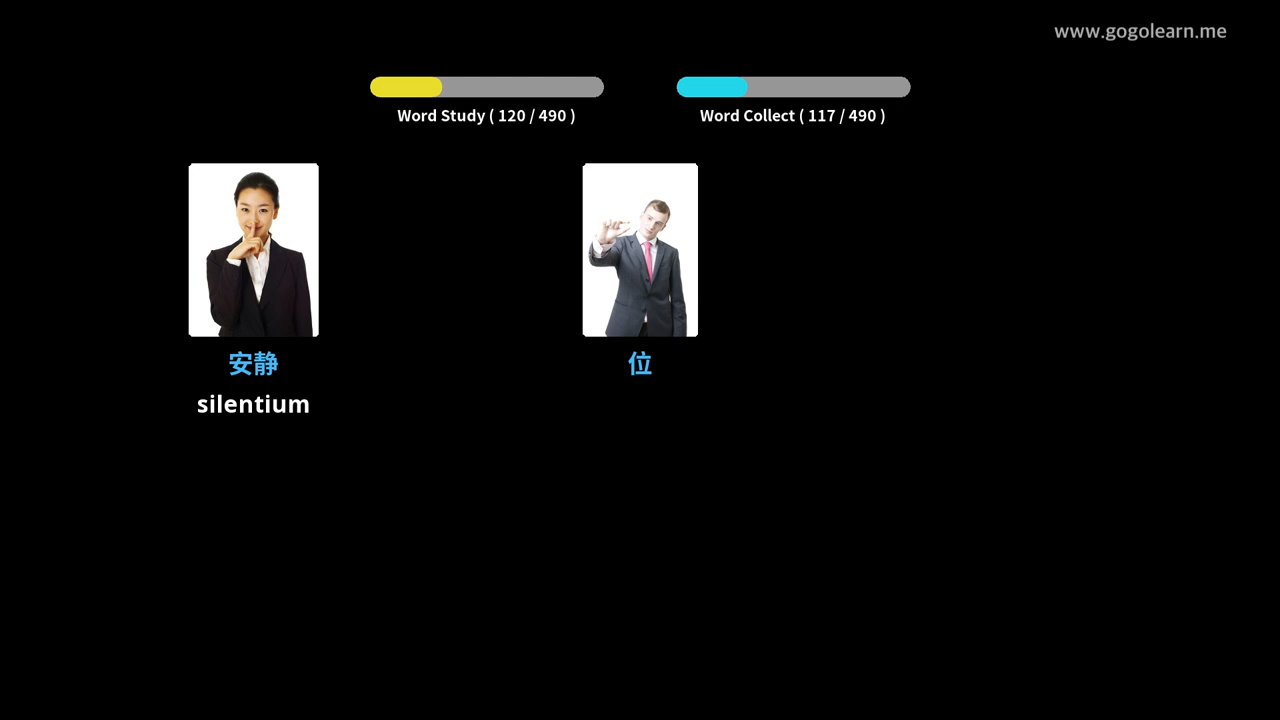 www.gogolearn.me
Word Study ( 120 / 490 )
Word Collect ( 117 / 490 )
安静
位
silentium